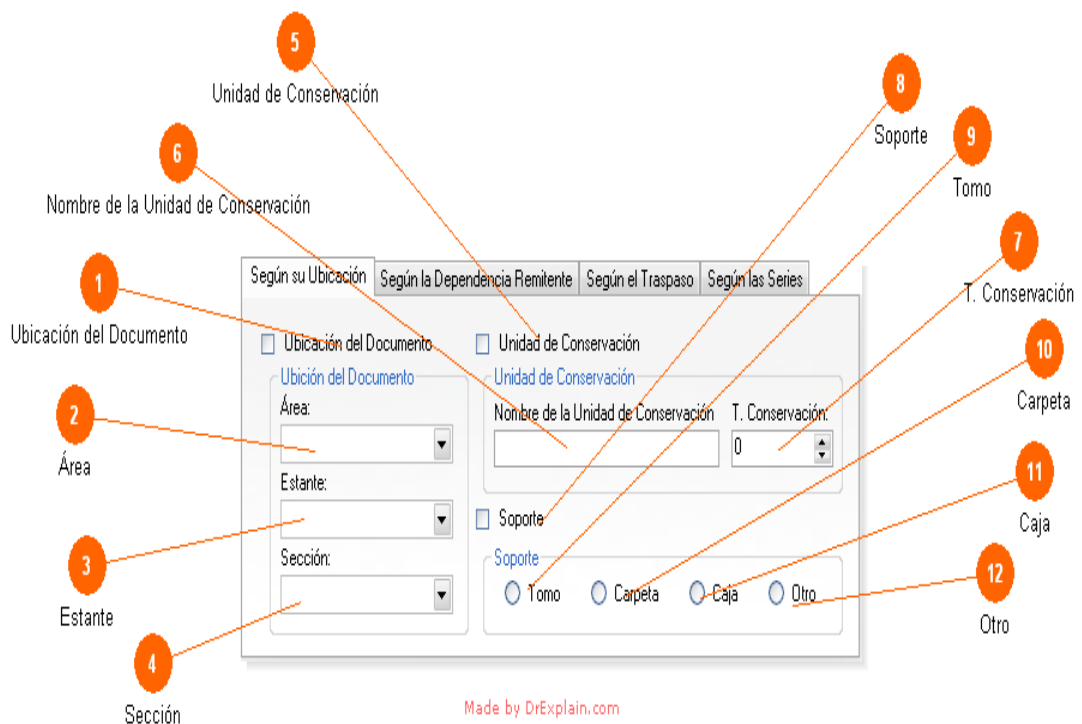 5
Unidad de Conservación
8
Soporte
9
Tomo
6
Nombre de la Unidad de Conservación
7
T. Conservación
1
Ubicación del Documento
Según su Ubicación Según la Dependencia Remitente Según el Traspaso Según las Series
Ubicación del Documento Unidad de Conservación
Ubición del Documento Unidad de Conservación
Área: Nombre de la Unidad de Conservación T. Conservación:
0
10
Carpeta
2
Área
Estante:
Soporte
11
Caja
3
Estante
Sección: Soporte
Tomo Carpeta Caja Otro
12
Otro
4
Sección
Made by DrExplain.com